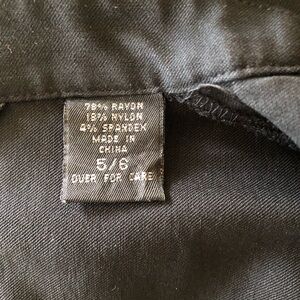 78% RAYON
18% NYLON
4% SPANDEX
MADE IN
CHINA
5/6
OVER FOR CARE